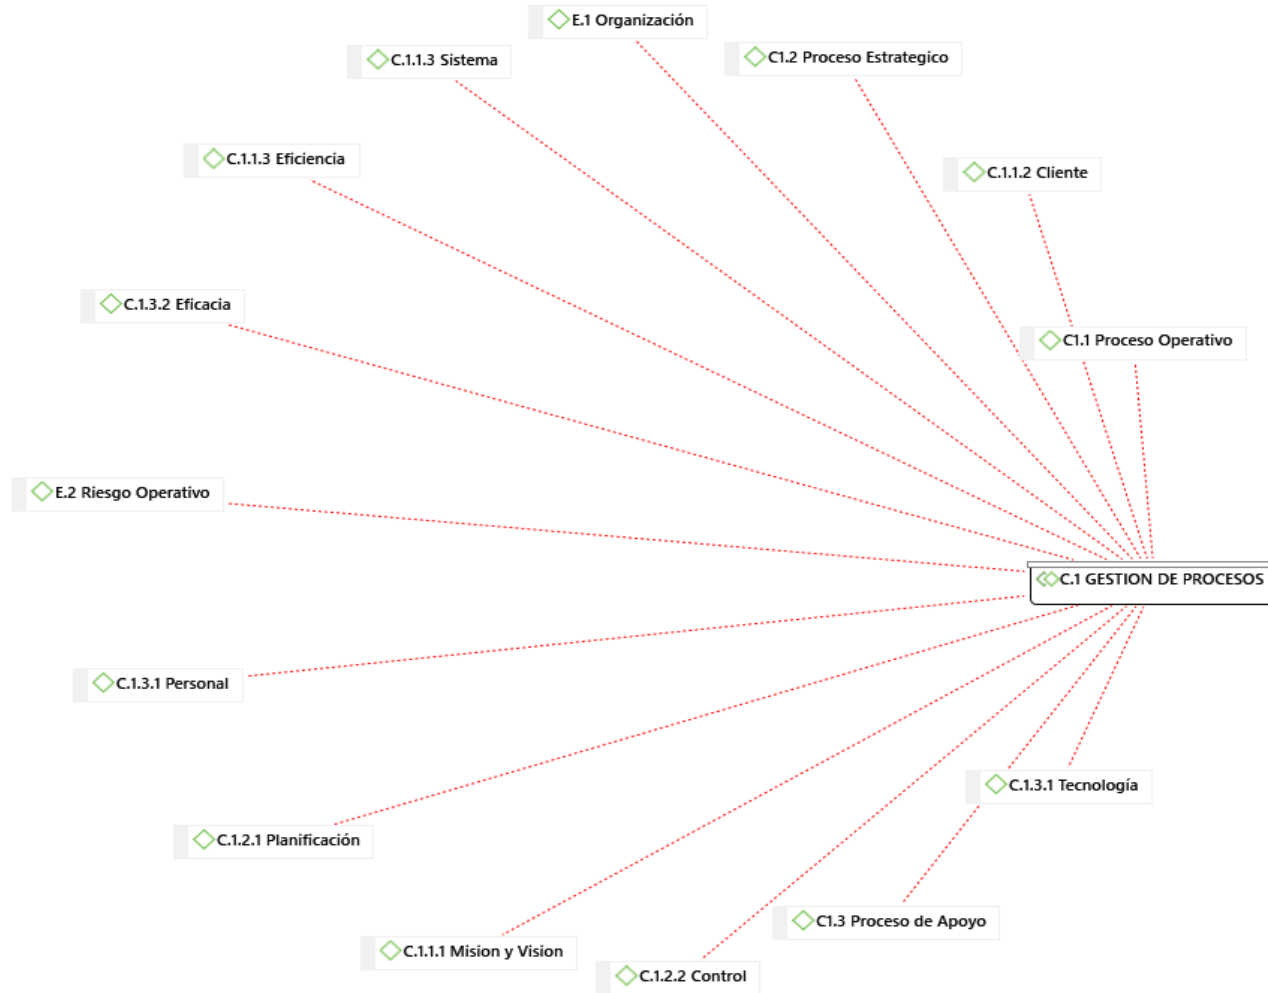 E.1 Organización
C.1.1.3 Sistema
C1.2 Proceso Estrategico
C.1.1.3 Eficiencia
C.1.1.2 Cliente
C.1.3.2 Eficacia
C1.1 Proceso Operativo
E.2 Riesgo Operativo
C.1 GESTION DE PROCESOS
C.1.3.1 Personal
C.1.3.1 Tecnología
C.1.2.1 Planificación
C1.3 Proceso de Apoyo
C.1.1.1 Mision y Vision
C.1.2.2 Control